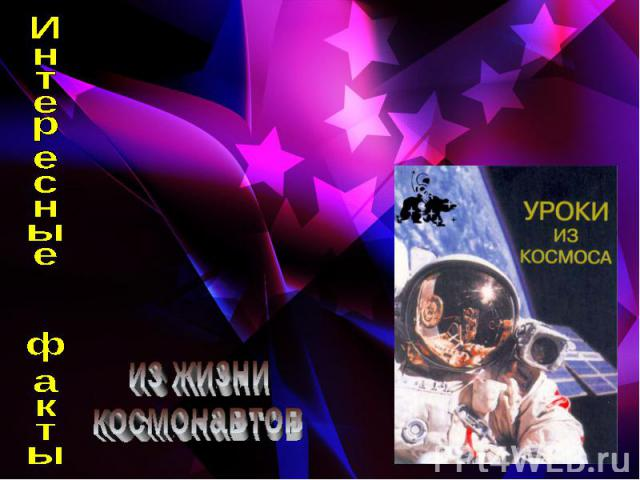 Интересные
факты
из жизни
космонавтов
УРОКИ
ИЗ
КОСМОСА
PPt4WEB.ru